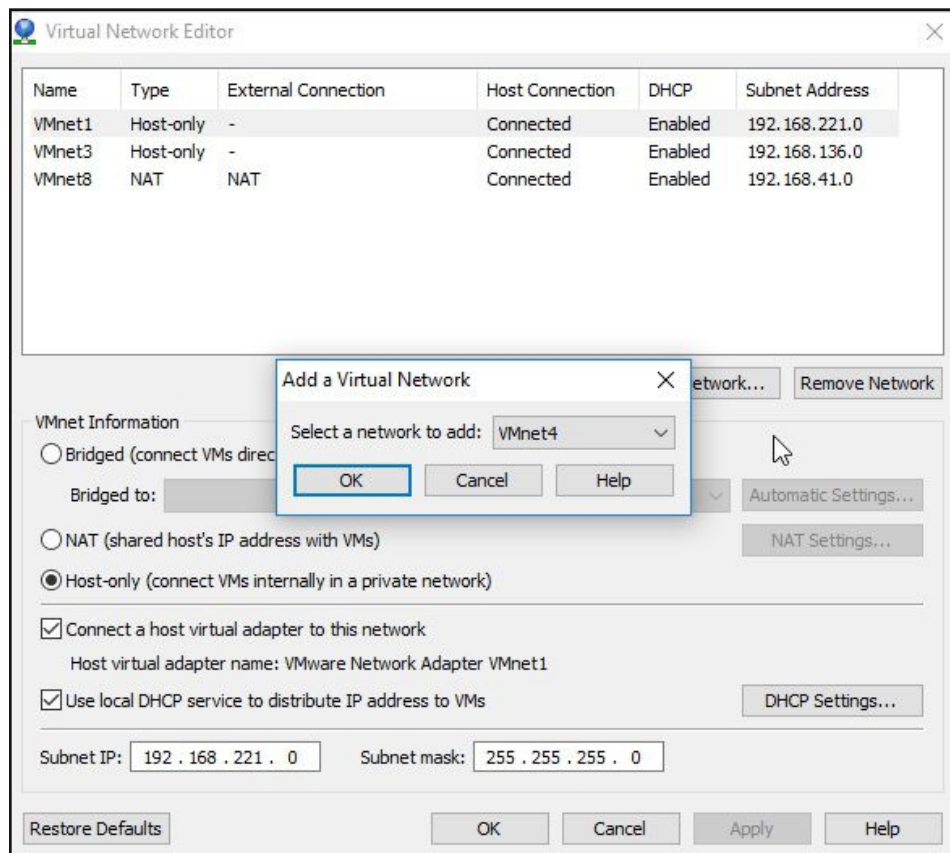 Virtual Network Editor
Name Type External Connection Host Connection DHCP Subnet Address
VMnet1 Host-only - Connected Enabled 192.168.221.0
VMnet3 Host-only - Connected Enabled 192.168.136.0
VMnet8 NAT NAT Connected Enabled 192.168.41.0
Add a Virtual Network
etwork... Remove Network
Select a network to add: VMnet4
OK Cancel Help
VMnet Information
Bridged (connect VMs direc
Bridged to: Automatic Settings...
NAT (shared host's IP address with VMs) NAT Settings...
Host-only (connect VMs internally in a private network)
Connect a host virtual adapter to this network
Host virtual adapter name: VMware Network Adapter VMnet1
Use local DHCP service to distribute IP address to VMs DHCP Settings...
Subnet IP: 192 . 168 . 221 . 0 Subnet mask: 255 . 255 . 255 . 0
Restore Defaults OK Cancel Apply Help